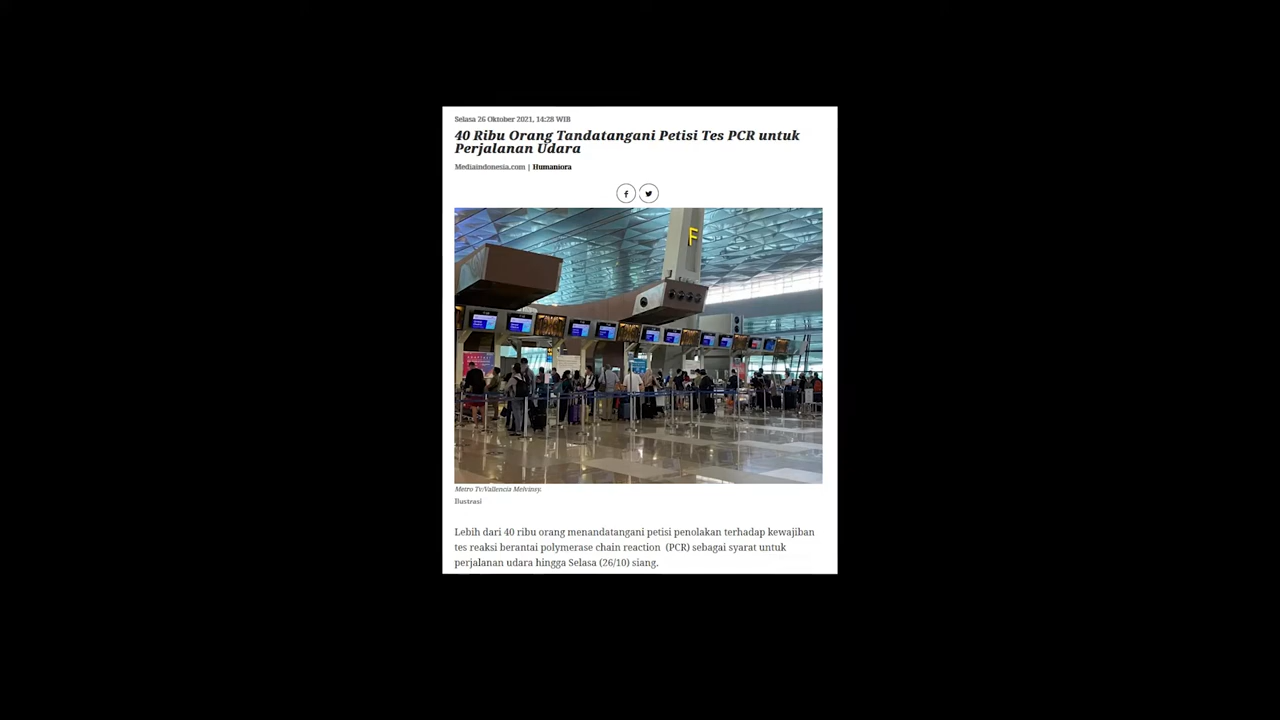 Selasa 26 Oktober 2021, 14:28 WIB
40 Ribu Orang Tandatangani Petisi Tes PCR untuk
Perjalanan Udara
Mediaindonesia.com | Humaniora
F
Metro Tv/Vallencia Melvinsy.
Ilustrasi
Lebih dari 40 ribu orang menandatangani petisi penolakan terhadap kewajiban
tes reaksi berantai polymerase chain reaction (PCR) sebagai syarat untuk
perjalanan udara hingga Selasa (26/10) siang.